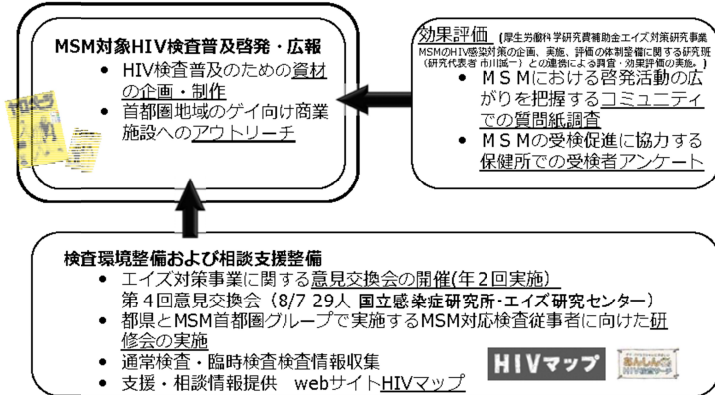 MSM対象HIV検査普及啓発・広報
• HIV検査普及のための資材
の企画・制作
• 首都圏地域のゲイ向け商業
施設へのアウトリーチ
効果評価 (厚生労働科学研究費補助金エイズ対策研究事業
MSMのHIV感染対策の企画、実施、評価の体制整備に関する研究班
(研究代表者 市川誠一) との連携による調査・効果評価の実施。)
• MSMにおける啓発活動の広
がりを把握するコミュニティ
での質問紙調査
• MSMの受検促進に協力する
保健所での受検者アンケート
検査環境整備および相談支援整備
• エイズ対策事業に関する意見交換会の開催(年2回実施)
第4回意見交換会(8/7 29人 国立感染症研究所・エイズ研究センター)
• 都県とMSM首都圏グループで実施するMSM対応検査従事者に向けた研
修会の実施
• 通常検査・臨時検査検査情報収集
• 支援・相談情報提供 webサイトHIVマップ
HIVマップ